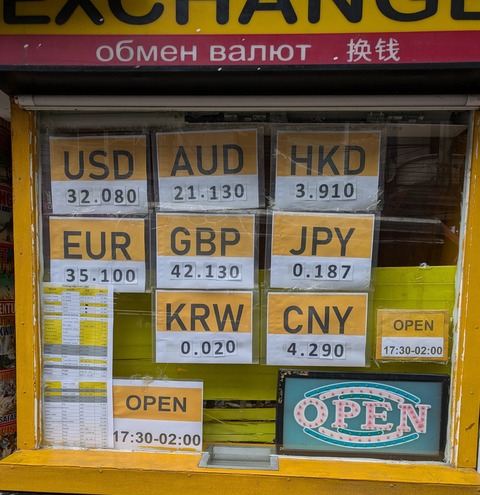 EXCHANGE
обмен валют 换钱
USD
32.080
AUD
21.130
HKD
3.910
EUR
35.100
GBP
42.130
JPY
0.187
KRW
0.020
CNY
4.290
OPEN
17:30-02:00
OPEN
17:30-02:00
OPEN